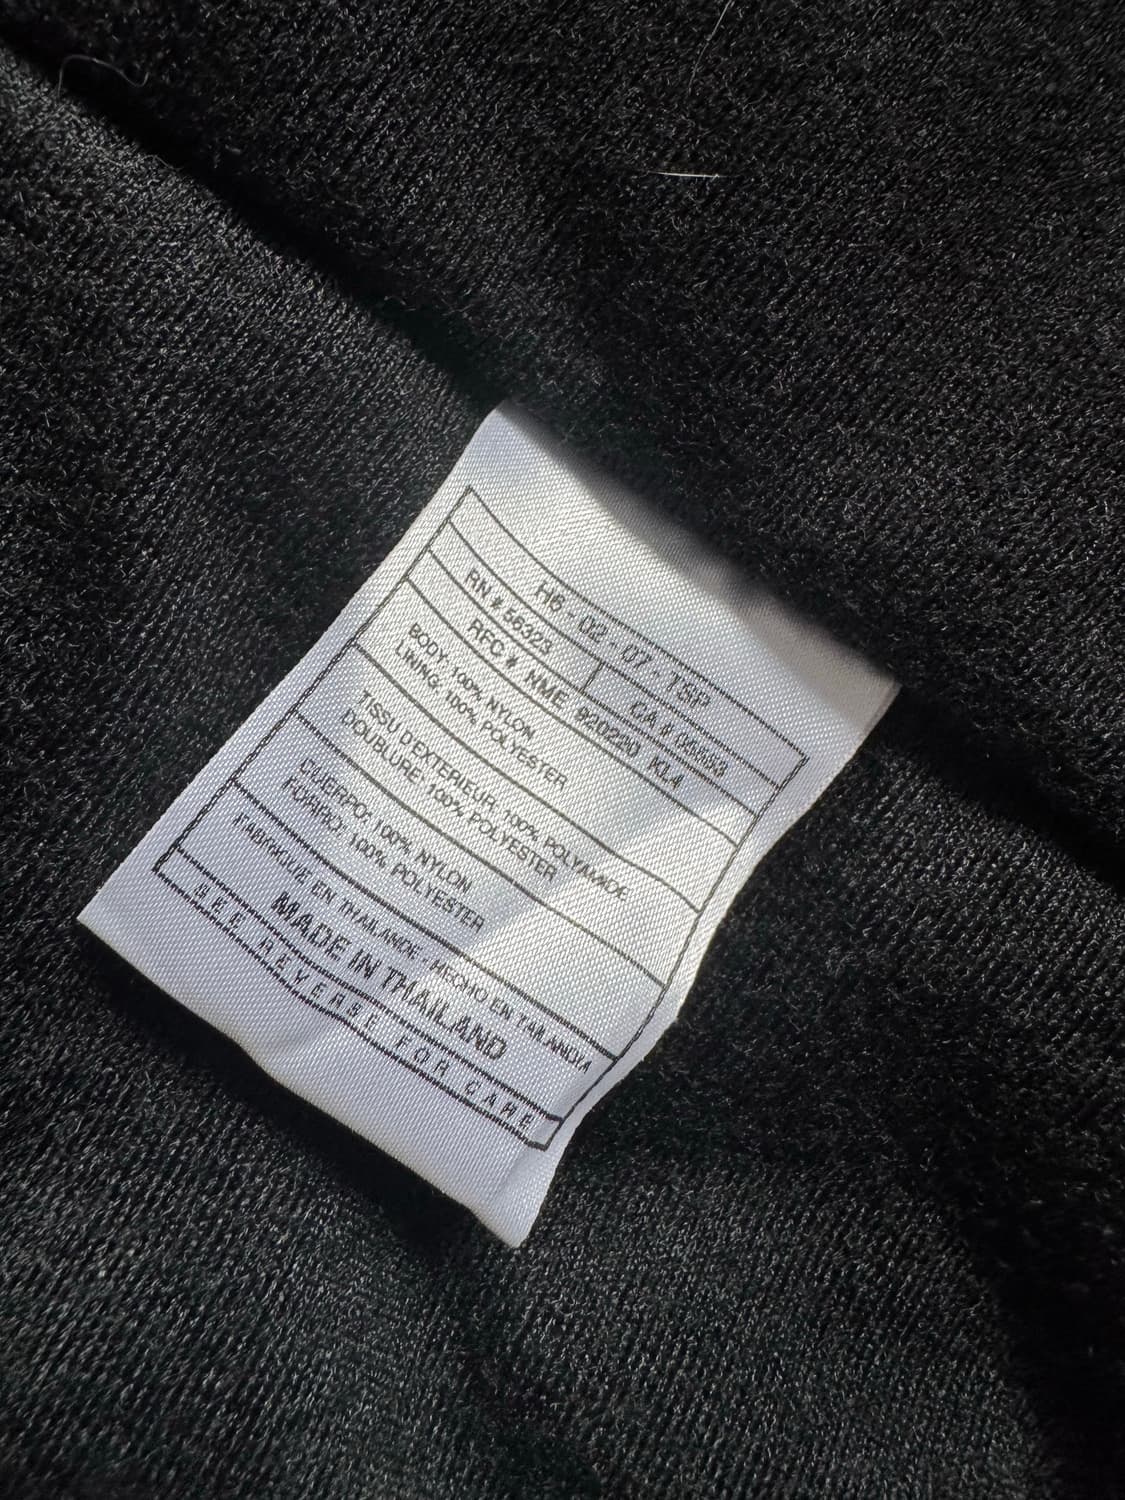 H6 - 02 - 07 - TSP
RN # 56323 CA # 05553
RFC # NME 920220 KL4
BODY: 100% NYLON
LINING: 100% POLYESTER
TISSU D'EXTERIEUR: 100% POLYAMADE
DOUBLURE: 100% POLYESTER
CUERPO: 100% NYLON
FORRO: 100% POLYESTER
FABRIQUE EN THAILANDE - HECHO EN TAILANDIA
MADE IN THAILAND
SEE REVERSE FOR CARE